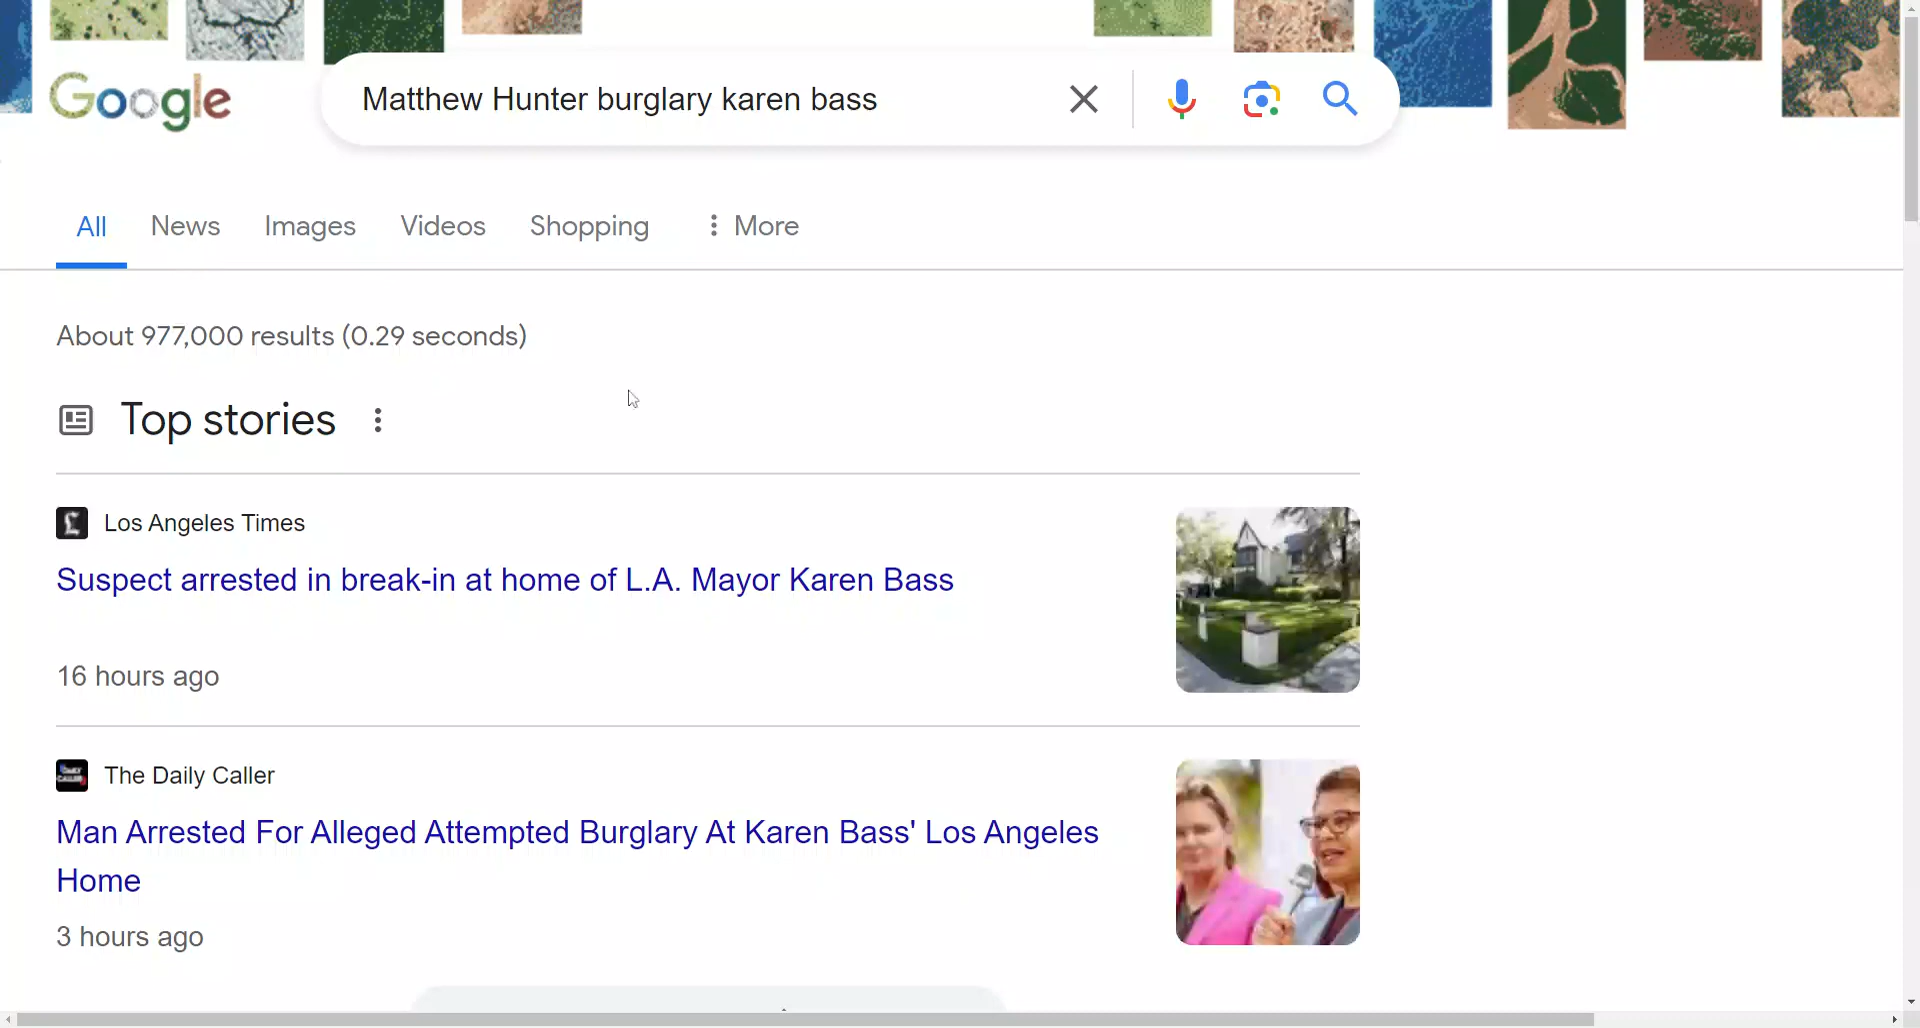 Google
Matthew Hunter burglary karen bass
All News Images Videos Shopping More
About 977,000 results (0.29 seconds)
Top stories
Los Angeles Times
Suspect arrested in break-in at home of L.A. Mayor Karen Bass
16 hours ago
The Daily Caller
Man Arrested For Alleged Attempted Burglary At Karen Bass' Los Angeles
Home
3 hours ago